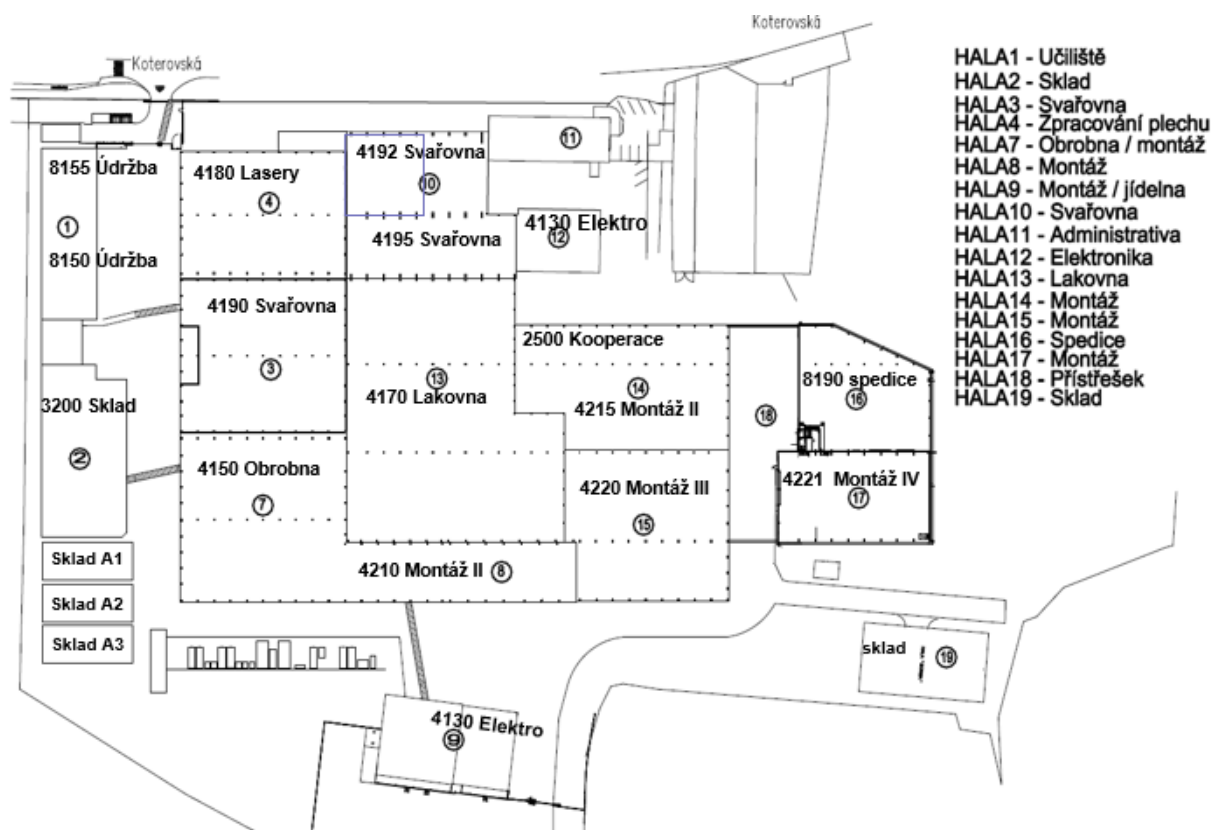 Koterovská
Koterovská
HALA1 - Učiliště
HALA2 - Sklad
HALA3 - Svařovna
HALA4 - Zpracování plechu
HALA7 - Obrobna / montáž
HALA8 - Montáž
HALA9 - Montáž / jídelna
HALA10 - Svařovna
HALA11 - Administrativa
HALA12 - Elektronika
HALA13 - Lakovna
HALA14 - Montáž
HALA15 - Montáž
HALA16 - Spedice
HALA17 - Montáž
HALA18 - Přístřešek
HALA19 - Sklad
8155 Údržba
1
8150 Údržba
4180 Lasery
4
4192 Svařovna
10
4195 Svařovna
11
4130 Elektro
12
4190 Svařovna
3
13
4170 Lakovna
2500 Kooperace
14
4215 Montáž II
18
8190 spedice
16
3200 Sklad
2
4150 Obrobna
7
4220 Montáž III
15
4221 Montáž IV
17
4210 Montáž II 8
Sklad A1
Sklad A2
Sklad A3
sklad
19
4130 Elektro
9